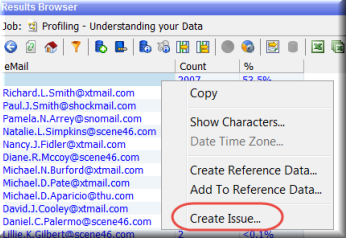 Results Browser
Job: Profiling - Understanding your Data
eMail Count %
2007 53.5%
Richard.L.Smith@xtmail.com
Paul.J.Smith@shockmail.com
Pamela.N.Arrey@snomail.com
Natalie.L.Simpkins@scene46.com
Nancy.J.Fidler@xtmail.com
Diane.R.Mccoy@scene46.com
Michael.N.Burford@xtmail.com
Michael.D.Pate@xtmail.com
Michael.D.Aparicio@thu.com
David.J.Cooley@xtmail.com
Daniel.C.Palermo@scene46.com
Lillie.K.Gilbert@scene46.com 2 <0.1%
Copy
Show Characters...
Date Time Zone...
Create Reference Data...
Add To Reference Data...
Create Issue...